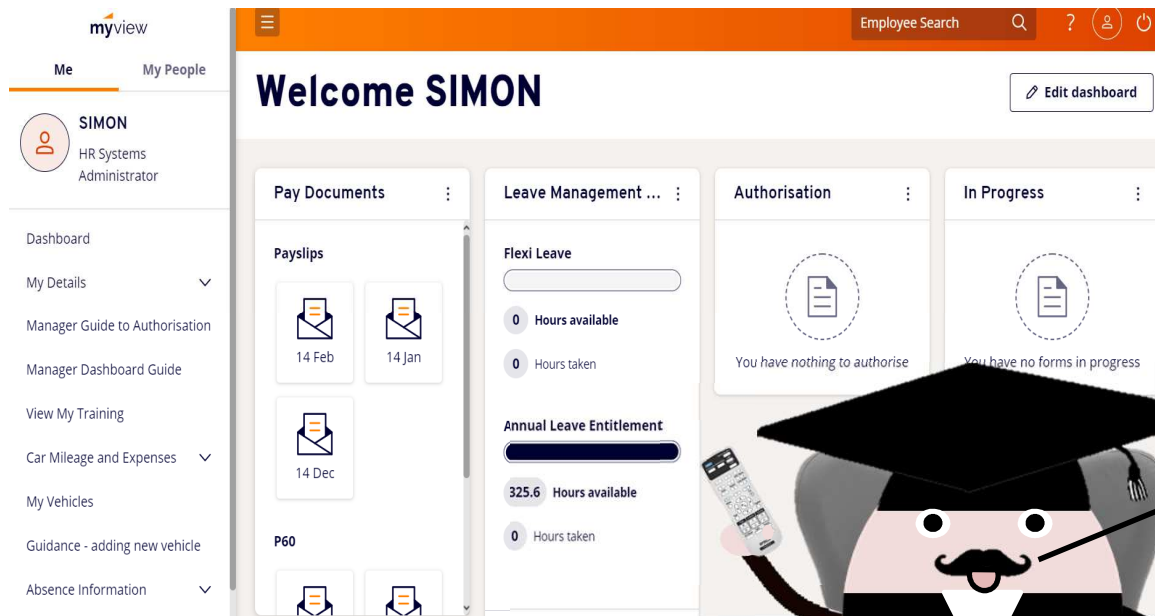 myview
Me
My People
SIMON
HR Systems
Administrator
Dashboard
My Details
Manager Guide to Authorisation
Manager Dashboard Guide
View My Training
Car Mileage and Expenses
My Vehicles
Guidance - adding new vehicle
Absence Information
Employee Search
?
Welcome SIMON
Edit dashboard
Pay Documents
Payslips
14 Feb
14 Jan
14 Dec
P60
Leave Management ...
Flexi Leave
0 Hours available
0 Hours taken
Annual Leave Entitlement
325.6 Hours available
0 Hours taken
Authorisation
You have nothing to authorise
In Progress
You have no forms in progress